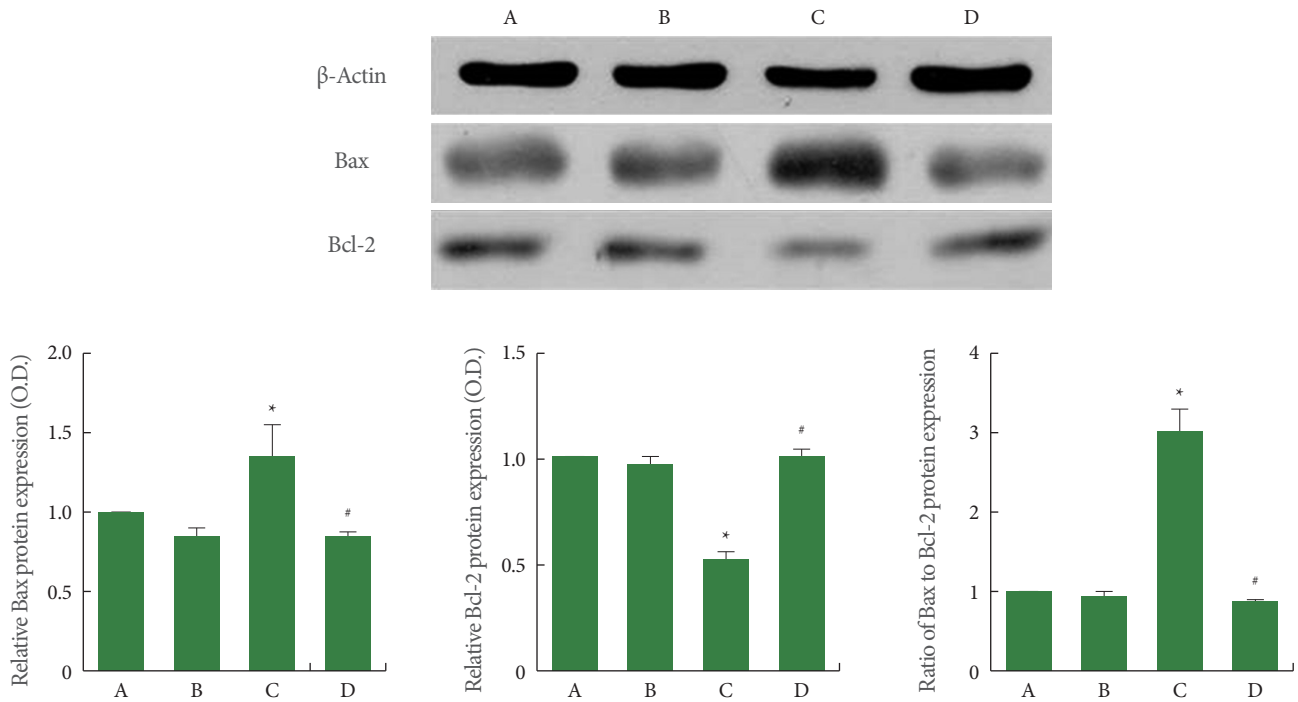 A B C D
β-Actin
Bax
Bcl-2
Relative Bax protein expression (O.D.)
2.0
1.5
1.0
0.5
0
*
#
A B C D
Relative Bcl-2 protein expression (O.D.)
1.5
1.0
0.5
0
*
#
A B C D
Ratio of Bax to Bcl-2 protein expression
4
3
2
1
0
*
#
A B C D